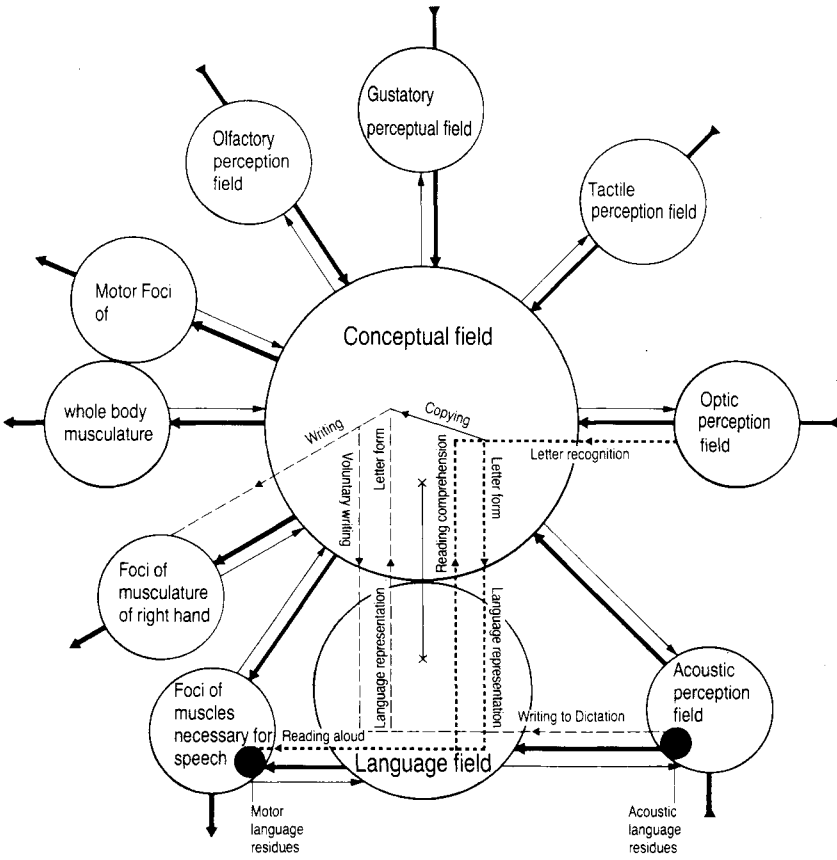 Gustatory
perceptual field
Olfactory
perception
field
Tactile
perception field
Motor Foci
of
Conceptual field
whole body
musculature
Optic
perception
field
Copying
Writing
Letter form
Voluntary writing
Reading comprehension
Letter form
Letter recognition
Foci of
musculature
of right hand
Language representation
Language representation
Foci of
muscles
necessary for
speech
Acoustic
perception
field
Writing to Dictation
Reading aloud
Language field
Motor
language
residues
Acoustic
language
residues